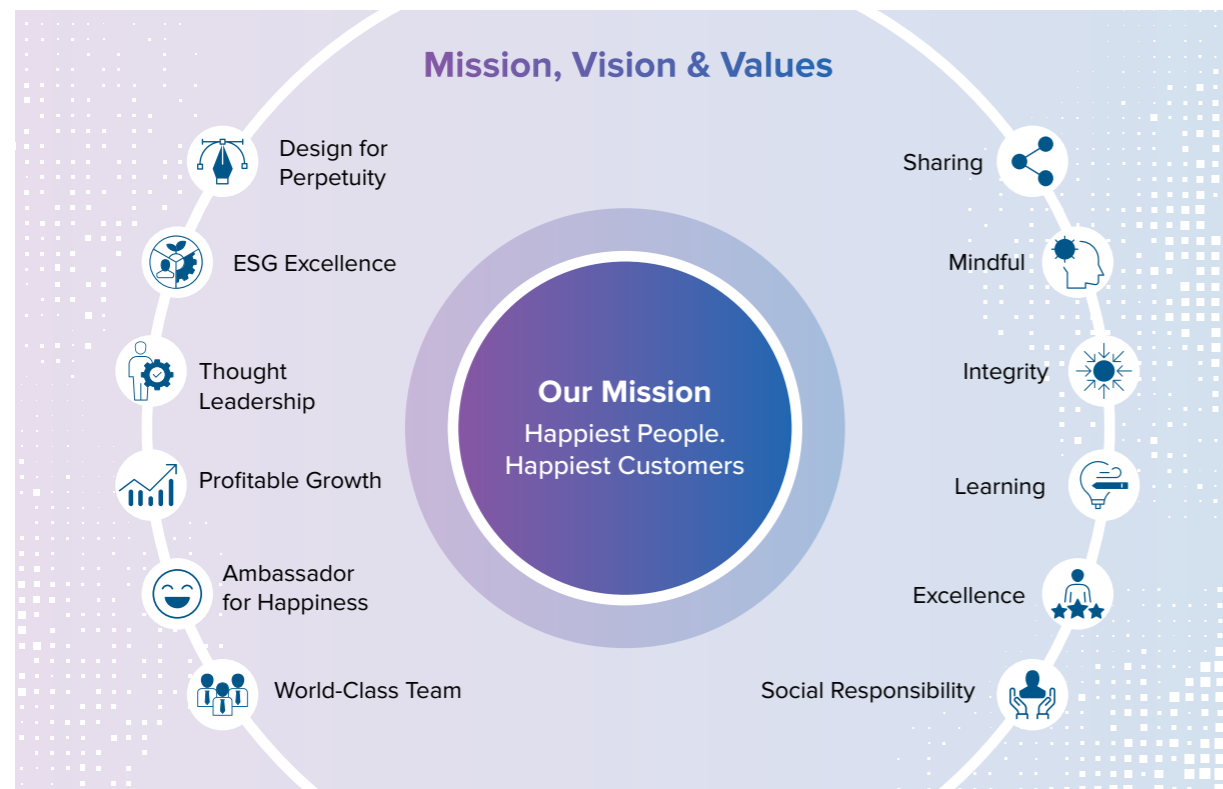 Mission, Vision & Values
Design for
Perpetuity
ESG Excellence
Thought
Leadership
Profitable Growth
Ambassador
for Happiness
World-Class Team
Our Mission
Happiest People.
Happiest Customers
Sharing
Mindful
Integrity
Learning
Excellence
Social Responsibility